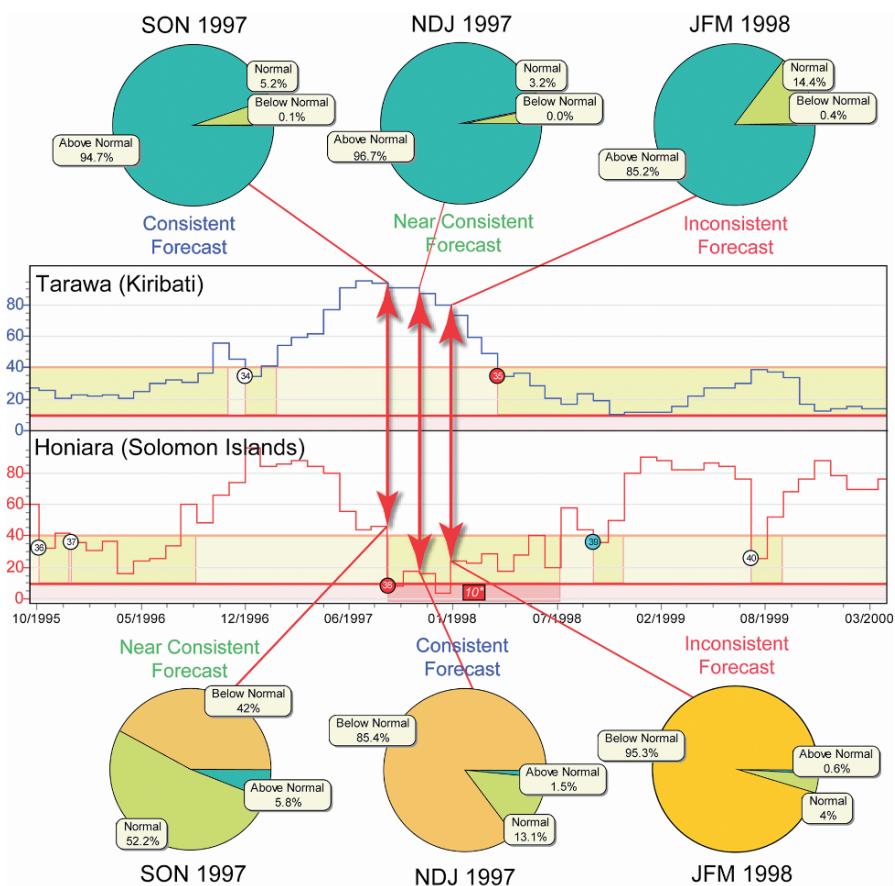 SON 1997
NDJ 1997
JFM 1998
Normal
5.2%
Below Normal
0.1%
Above Normal
94.7%
Normal
3.2%
Below Normal
0.0%
Above Normal
96.7%
Normal
14.4%
Below Normal
0.4%
Above Normal
85.2%
Consistent
Forecast
Near Consistent
Forecast
Inconsistent
Forecast
Tarawa (Kiribati)
80
60
40
20
0
34
35
Honiara (Solomon Islands)
80
60
40
20
0
36
37
38
39
40
10*
10/1995
05/1996
12/1996
06/1997
01/1998
07/1998
02/1999
08/1999
03/2000
Near Consistent
Forecast
Consistent
Forecast
Inconsistent
Forecast
Below Normal
42%
Above Normal
5.8%
Normal
52.2%
Below Normal
85.4%
Above Normal
1.5%
Normal
13.1%
Below Normal
95.3%
Above Normal
0.6%
Normal
4%
SON 1997
NDJ 1997
JFM 1998